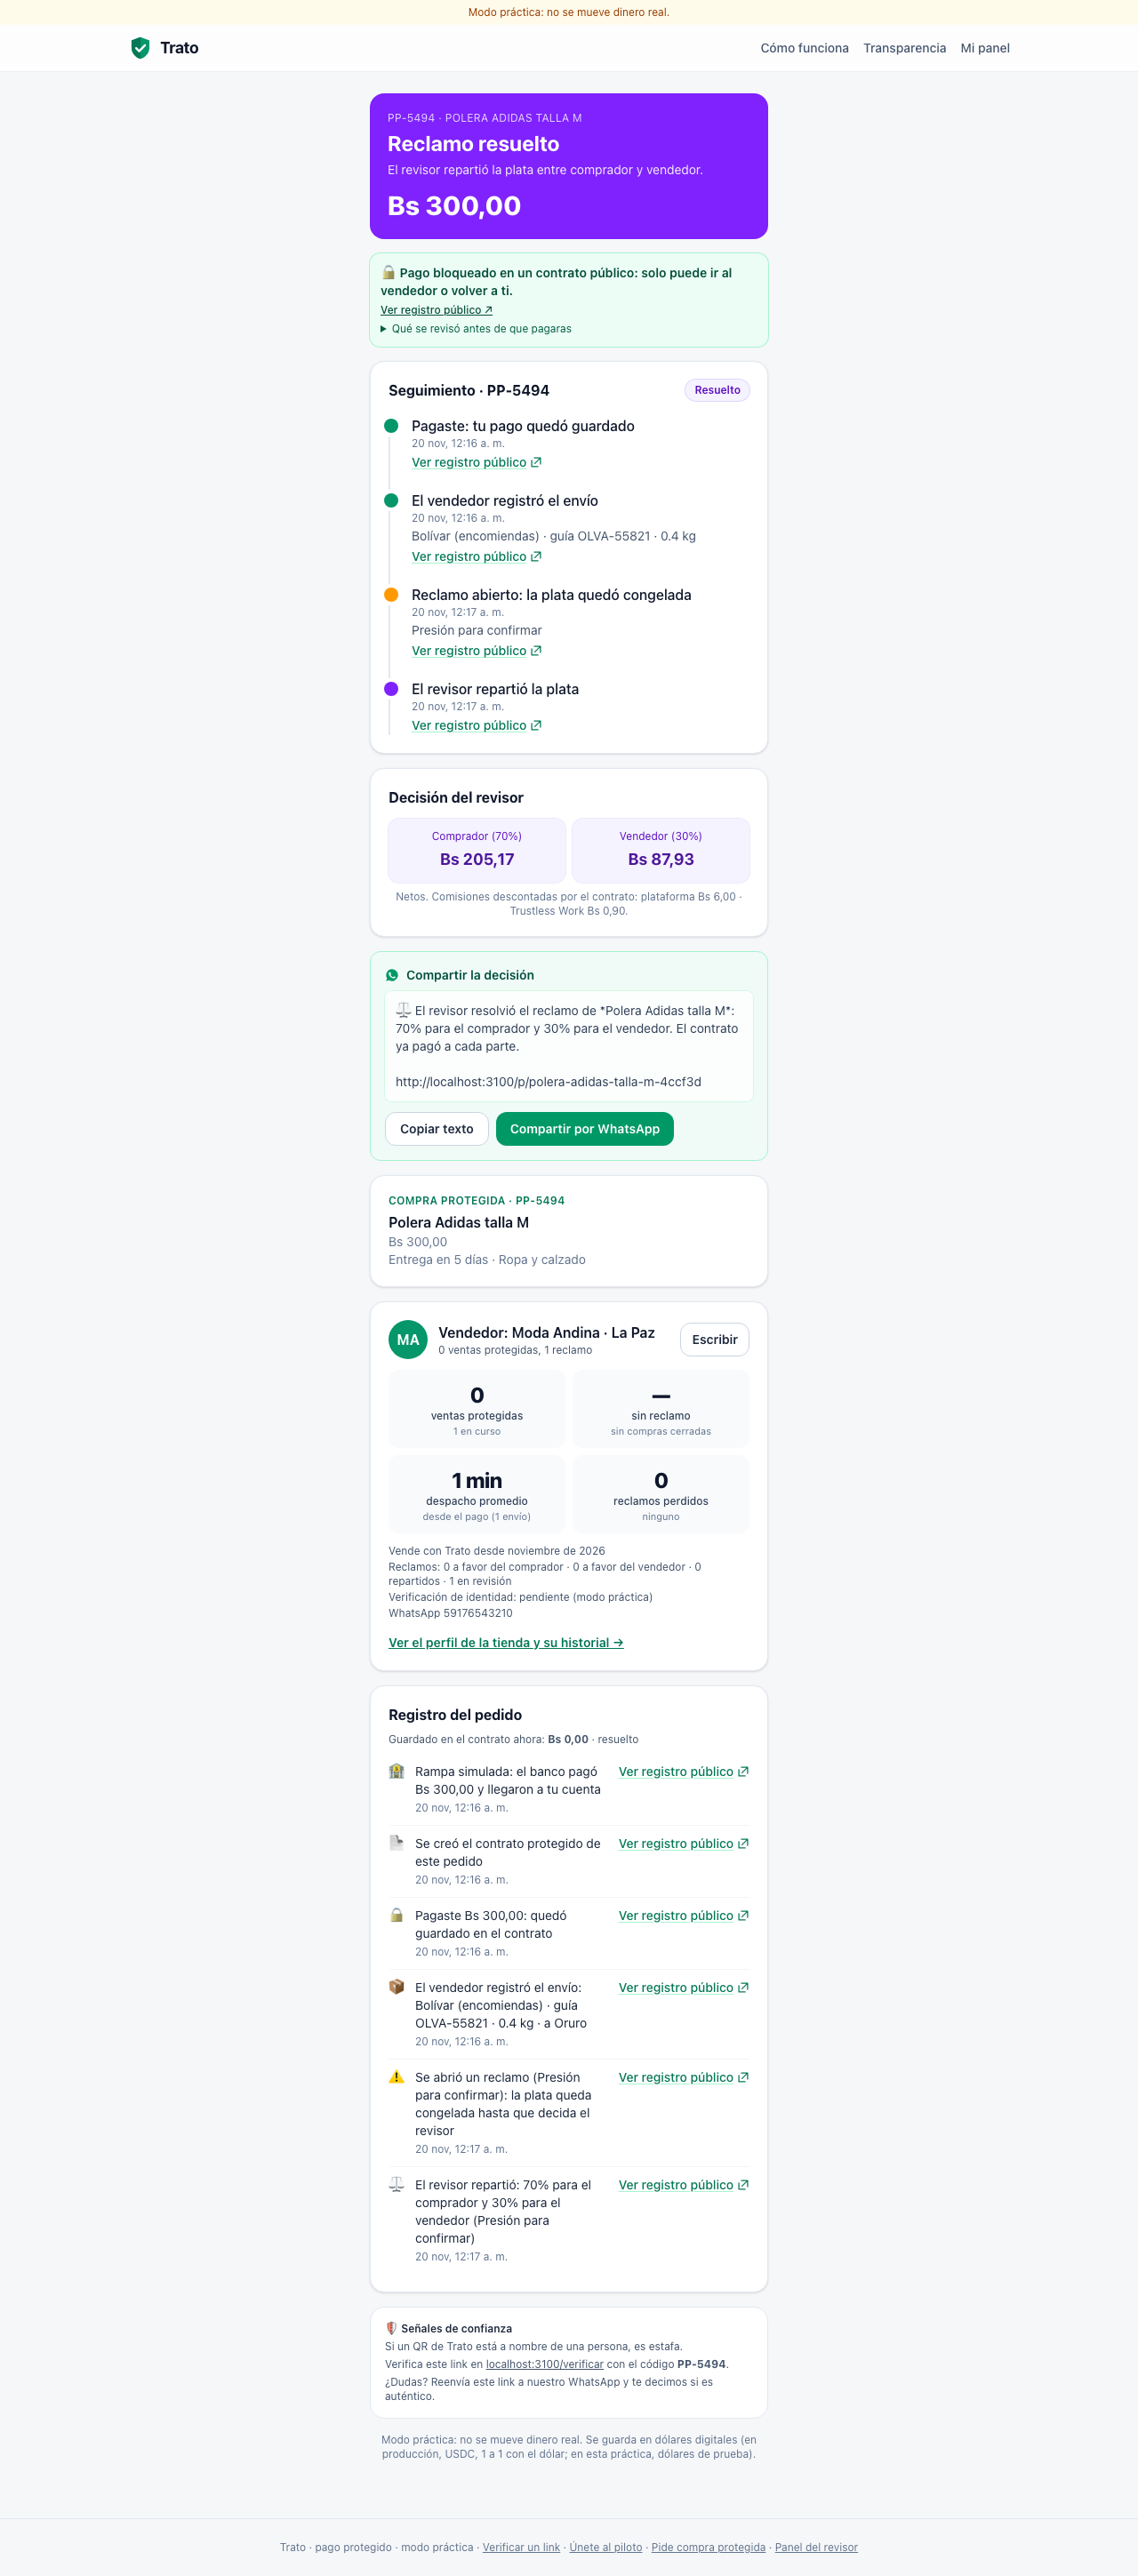 Modo práctica: no se mueve dinero real.
Trato
Cómo funciona
Transparencia
Mi panel
PP-5494 · POLERA ADIDAS TALLA M
Reclamo resuelto
El revisor repartió la plata entre comprador y vendedor.
Bs 300,00
Pago bloqueado en un contrato público: solo puede ir al
vendedor o volver a ti.
Ver registro público ↗
Qué se revisó antes de que pagaras
Seguimiento · PP-5494
Resuelto
Pagaste: tu pago quedó guardado
20 nov, 12:16 a. m.
Ver registro público
El vendedor registró el envío
20 nov, 12:16 a. m.
Bolívar (encomiendas) · guía OLVA-55821 · 0.4 kg
Ver registro público
Reclamo abierto: la plata quedó congelada
20 nov, 12:17 a. m.
Presión para confirmar
Ver registro público
El revisor repartió la plata
20 nov, 12:17 a. m.
Ver registro público
Decisión del revisor
Comprador (70%)
Bs 205,17
Vendedor (30%)
Bs 87,93
Netos. Comisiones descontadas por el contrato: plataforma Bs 6,00 ·
Trustless Work Bs 0,90.
Compartir la decisión
El revisor resolvió el reclamo de *Polera Adidas talla M*:
70% para el comprador y 30% para el vendedor. El contrato
ya pagó a cada parte.
http://localhost:3100/p/polera-adidas-talla-m-4ccf3d
Copiar texto
Compartir por WhatsApp
COMPRA PROTEGIDA · PP-5494
Polera Adidas talla M
Bs 300,00
Entrega en 5 días · Ropa y calzado
MA
Vendedor: Moda Andina · La Paz
0 ventas protegidas, 1 reclamo
Escribir
0
ventas protegidas
1 en curso
—
sin reclamo
sin compras cerradas
1 min
despacho promedio
desde el pago (1 envío)
0
reclamos perdidos
ninguno
Vende con Trato desde noviembre de 2026
Reclamos: 0 a favor del comprador · 0 a favor del vendedor · 0
repartidos · 1 en revisión
Verificación de identidad: pendiente (modo práctica)
WhatsApp 59176543210
Ver el perfil de la tienda y su historial →
Registro del pedido
Guardado en el contrato ahora: Bs 0,00 · resuelto
Rampa simulada: el banco pagó
Bs 300,00 y llegaron a tu cuenta
20 nov, 12:16 a. m.
Ver registro público
Se creó el contrato protegido de
este pedido
20 nov, 12:16 a. m.
Ver registro público
Pagaste Bs 300,00: quedó
guardado en el contrato
20 nov, 12:16 a. m.
Ver registro público
El vendedor registró el envío:
Bolívar (encomiendas) · guía
OLVA-55821 · 0.4 kg · a Oruro
20 nov, 12:16 a. m.
Ver registro público
Se abrió un reclamo (Presión
para confirmar): la plata queda
congelada hasta que decida el
revisor
20 nov, 12:17 a. m.
Ver registro público
El revisor repartió: 70% para el
comprador y 30% para el
vendedor (Presión para
confirmar)
20 nov, 12:17 a. m.
Ver registro público
Señales de confianza
Si un QR de Trato está a nombre de una persona, es estafa.
Verifica este link en localhost:3100/verificar con el código PP-5494.
¿Dudas? Reenvía este link a nuestro WhatsApp y te decimos si es
auténtico.
Modo práctica: no se mueve dinero real. Se guarda en dólares digitales (en
producción, USDC, 1 a 1 con el dólar; en esta práctica, dólares de prueba).
Trato · pago protegido · modo práctica · Verificar un link · Únete al piloto · Pide compra protegida · Panel del revisor